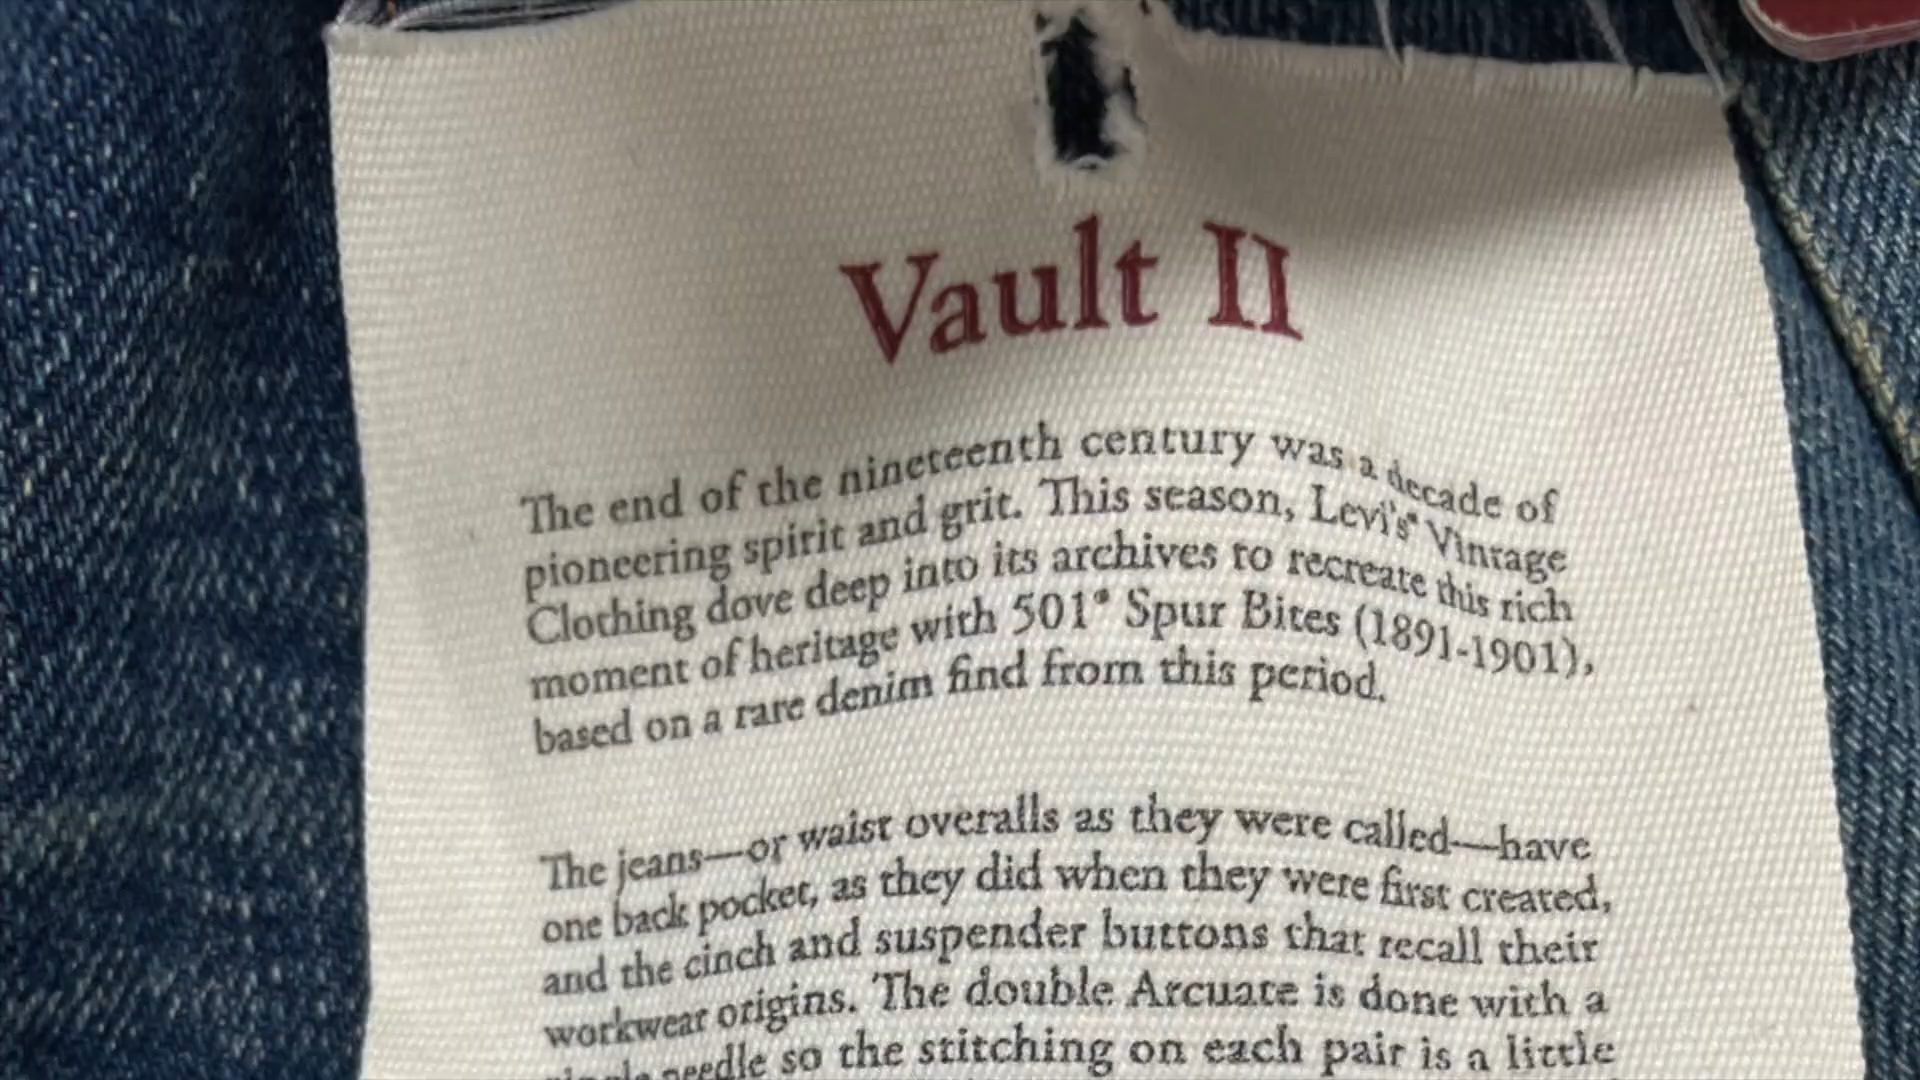 Vault II
The end of the nineteenth century was a decade of
pioneering spirit and grit. This season, Levi's® Vintage
Clothing dove deep into its archives to recreate this rich
moment of heritage with 501® Spur Bites (1891-1901),
based on a rare denim find from this period.
The jeans—or waist overalls as they were called—have
one back pocket, as they did when they were first created,
and the cinch and suspender buttons that recall their
workwear origins. The double Arcuate is done with a
single needle so the stitching on each pair is a little